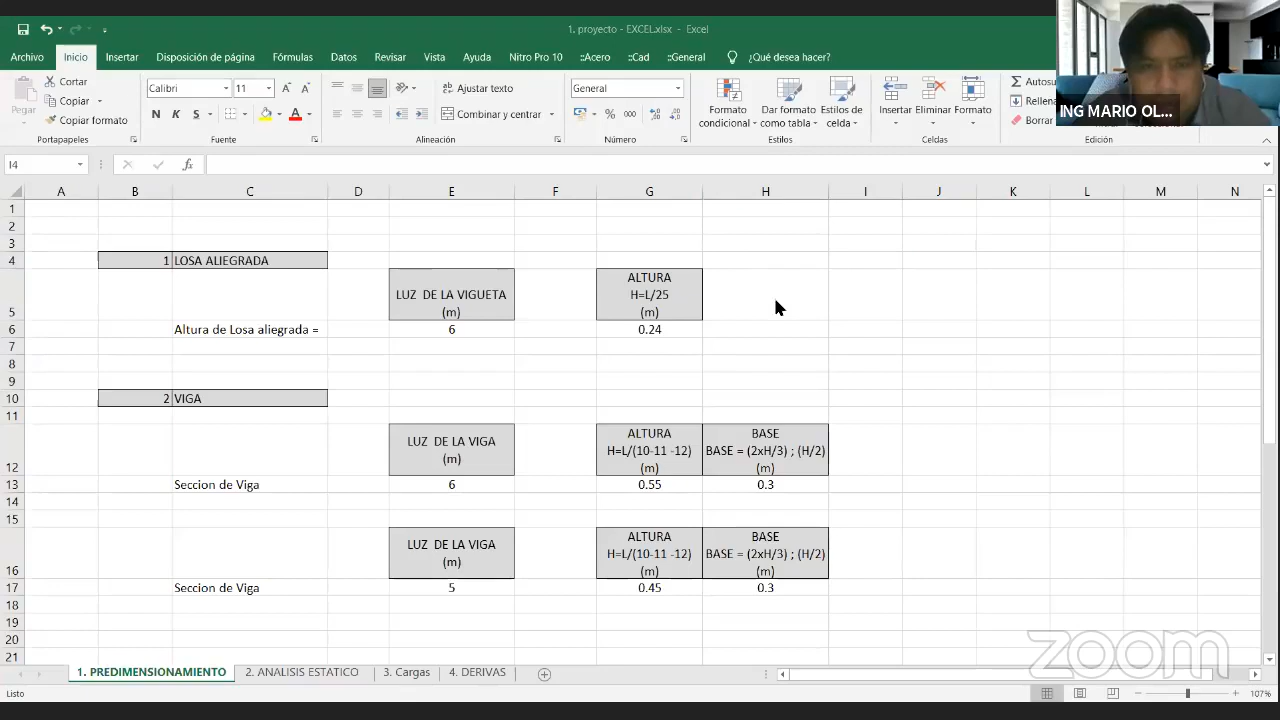 1. proyecto - EXCEL.xlsx - Excel
Archivo Inicio Insertar Disposición de página Fórmulas Datos Revisar Vista Ayuda Nitro Pro 10 ::Acero ::Cad ::General ¿Qué desea hacer?
ING MARIO OL...
Pegar
Cortar
Copiar
Copiar formato
Portapapeles
Calibri 11
N K S
Fuente
Ajustar texto
Combinar y centrar
Alineación
General
% 000
Número
Formato condicional
Dar formato como tabla
Estilos de celda
Estilos
Insertar Eliminar Formato
Celdas
Autosu
Rellena
Borrar
Edición
I4
fx
A B C D E F G H I J K L M N
1
2
3
4 1 LOSA ALIEGRADA
5 LUZ DE LA VIGUETA (m) ALTURA H=L/25 (m)
6 Altura de Losa aliegrada = 6 0.24
7
8
9
10 2 VIGA
11
12 LUZ DE LA VIGA (m) ALTURA H=L/(10-11 -12) (m) BASE BASE = (2xH/3) ; (H/2) (m)
13 Seccion de Viga 6 0.55 0.3
14
15
16 LUZ DE LA VIGA (m) ALTURA H=L/(10-11 -12) (m) BASE BASE = (2xH/3) ; (H/2) (m)
17 Seccion de Viga 5 0.45 0.3
18
19
20
21
zoom
1. PREDIMENSIONAMIENTO 2. ANALISIS ESTATICO 3. Cargas 4. DERIVAS
Listo
107%